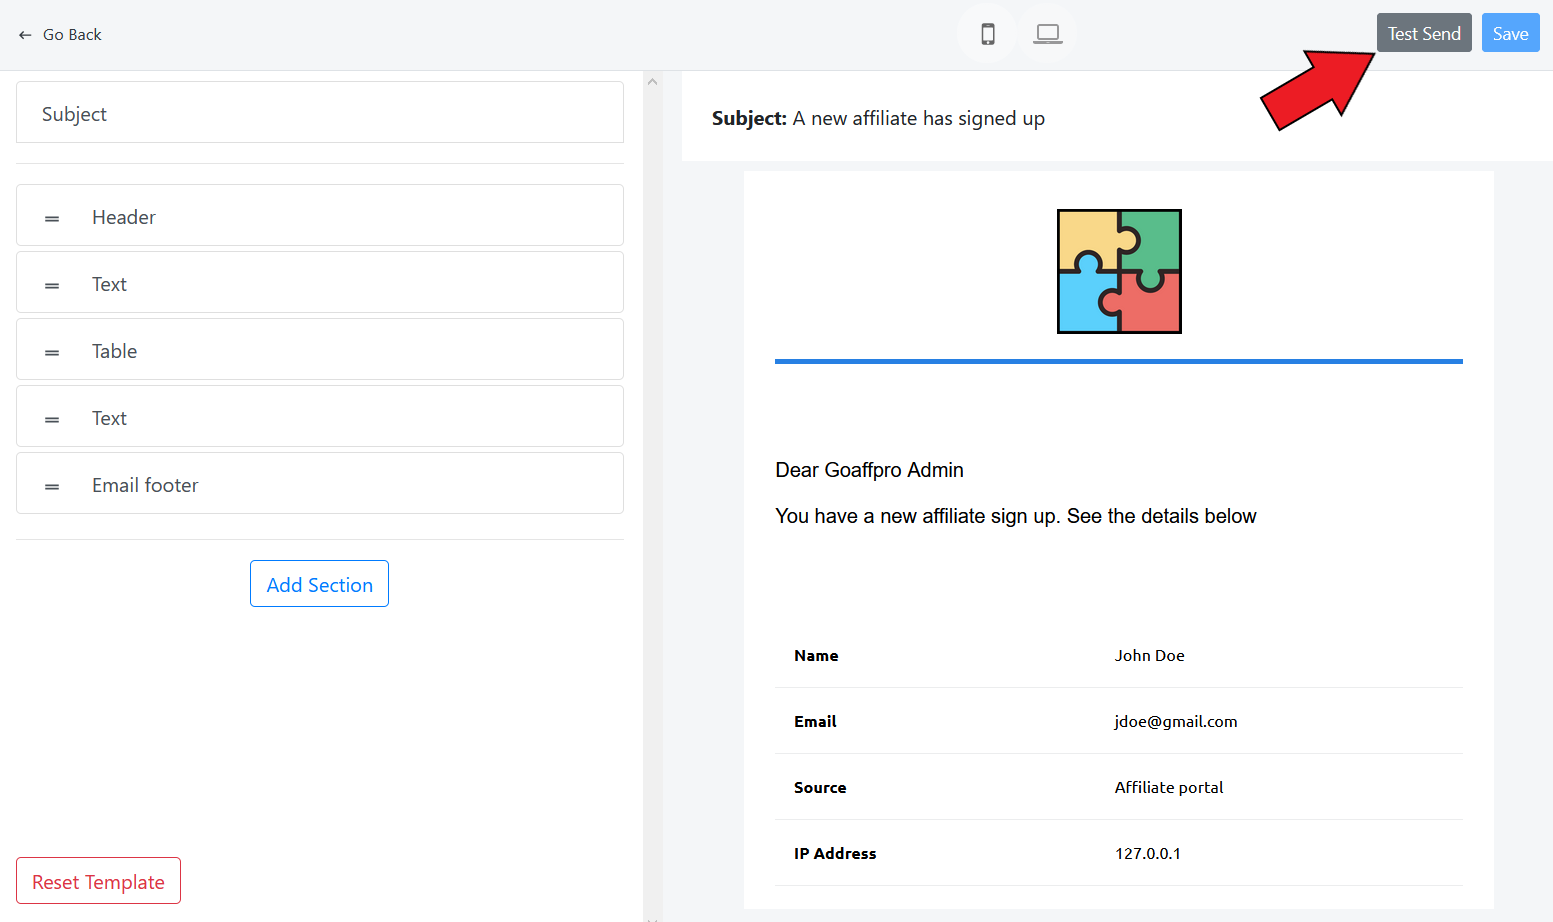 Go Back
Test Send
Save
Subject
Header
Text
Table
Text
Email footer
Add Section
Reset Template
Subject: A new affiliate has signed up
Dear Goaffpro Admin
You have a new affiliate sign up. See the details below
Name John Doe
Email jdoe@gmail.com
Source Affiliate portal
IP Address 127.0.0.1